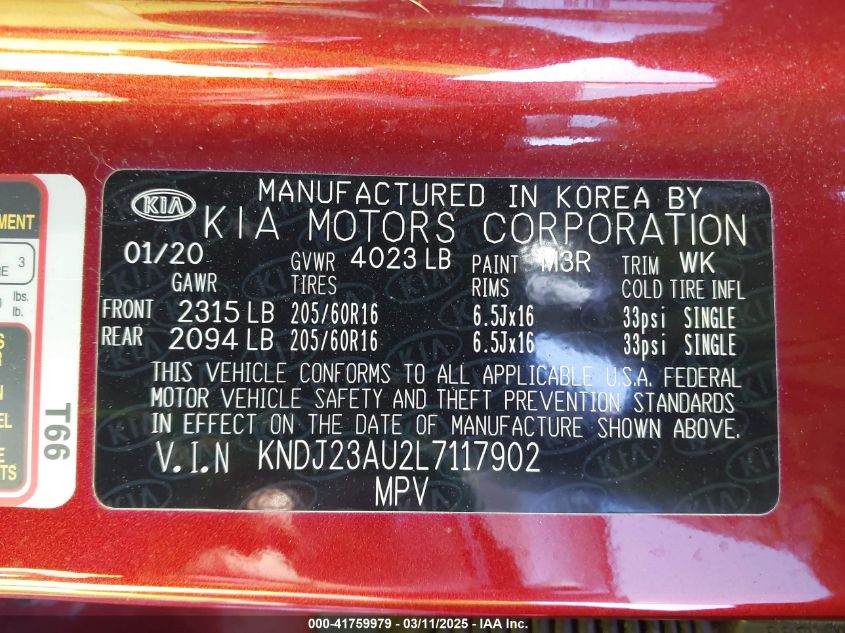 MANUFACTURED IN KOREA BY
KIA KIA MOTORS CORPORATION
01/20 GVWR 4023 LB PAINT M3R TRIM WK
GAWR TIRES RIMS COLD TIRE INFL
FRONT 2315 LB 205/60R16 6.5Jx16 33psi SINGLE
REAR 2094 LB 205/60R16 6.5Jx16 33psi SINGLE
THIS VEHICLE CONFORMS TO ALL APPLICABLE U.S.A. FEDERAL
MOTOR VEHICLE SAFETY AND THEFT PREVENTION STANDARDS
IN EFFECT ON THE DATE OF MANUFACTURE SHOWN ABOVE.
V.I.N KNDJ23AU2L7117902
MPV
3
lbs.
lb.
T66
000-41759979 - 03/11/2025 - IAA Inc.